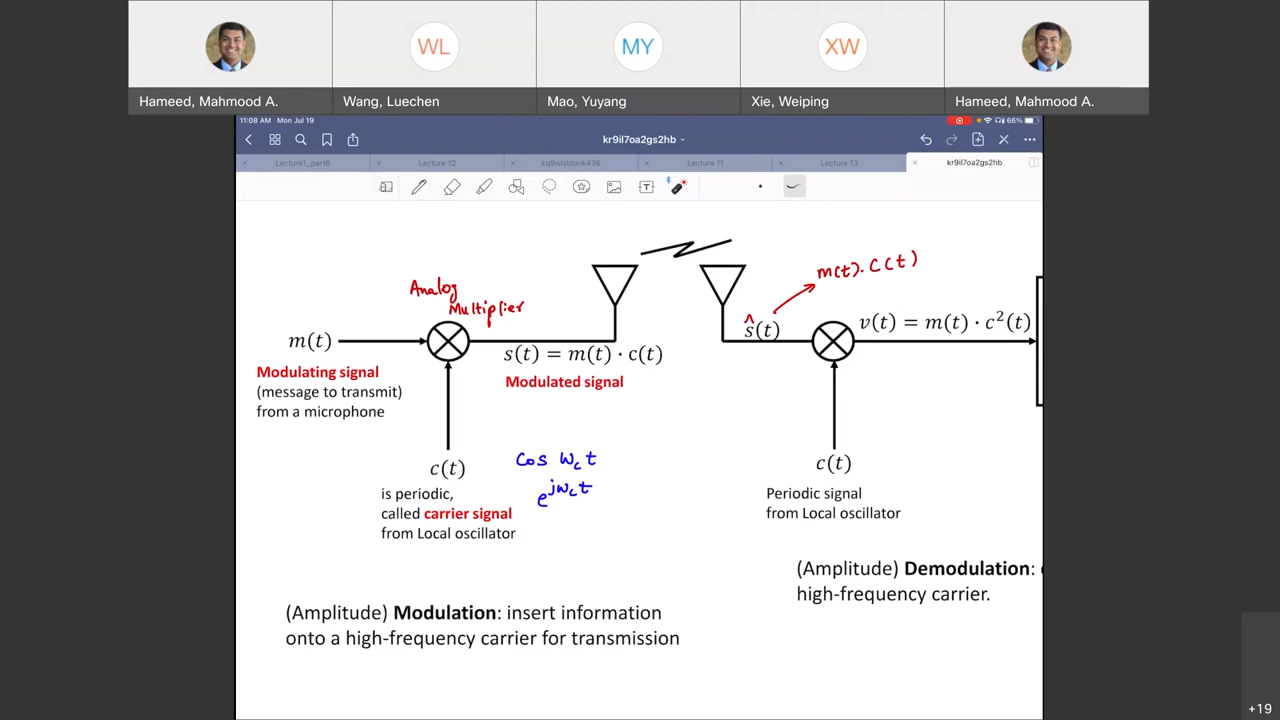 WL
MY
XW
Hameed, Mahmood A.
Wang, Luechen
Mao, Yuyang
Xie, Weiping
Hameed, Mahmood A.
11:08 AM Mon Jul 19
66%
kr9il7oa2gs2hb
Lecture1_part8
Lecture 12
Lecture 11
Lecture 13
kr9il7oa2gs2hb
Analog
Multiplier
m(t)
Modulating signal
(message to transmit)
from a microphone
s(t) = m(t) · c(t)
Modulated signal
ŝ(t)
m(t). C(t)
v(t) = m(t) · c²(t)
c(t)
is periodic,
called carrier signal
from Local oscillator
Cos ω_c t
e^{jω_c t}
c(t)
Periodic signal
from Local oscillator
(Amplitude) Demodulation:
high-frequency carrier.
(Amplitude) Modulation: insert information
onto a high-frequency carrier for transmission
+19